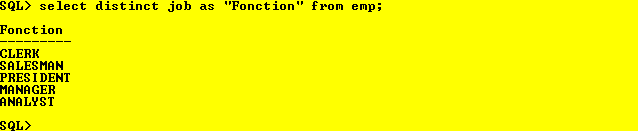 SQL> select distinct job as "Fonction" from emp;
Fonction
---------
CLERK
SALESMAN
PRESIDENT
MANAGER
ANALYST
SQL>